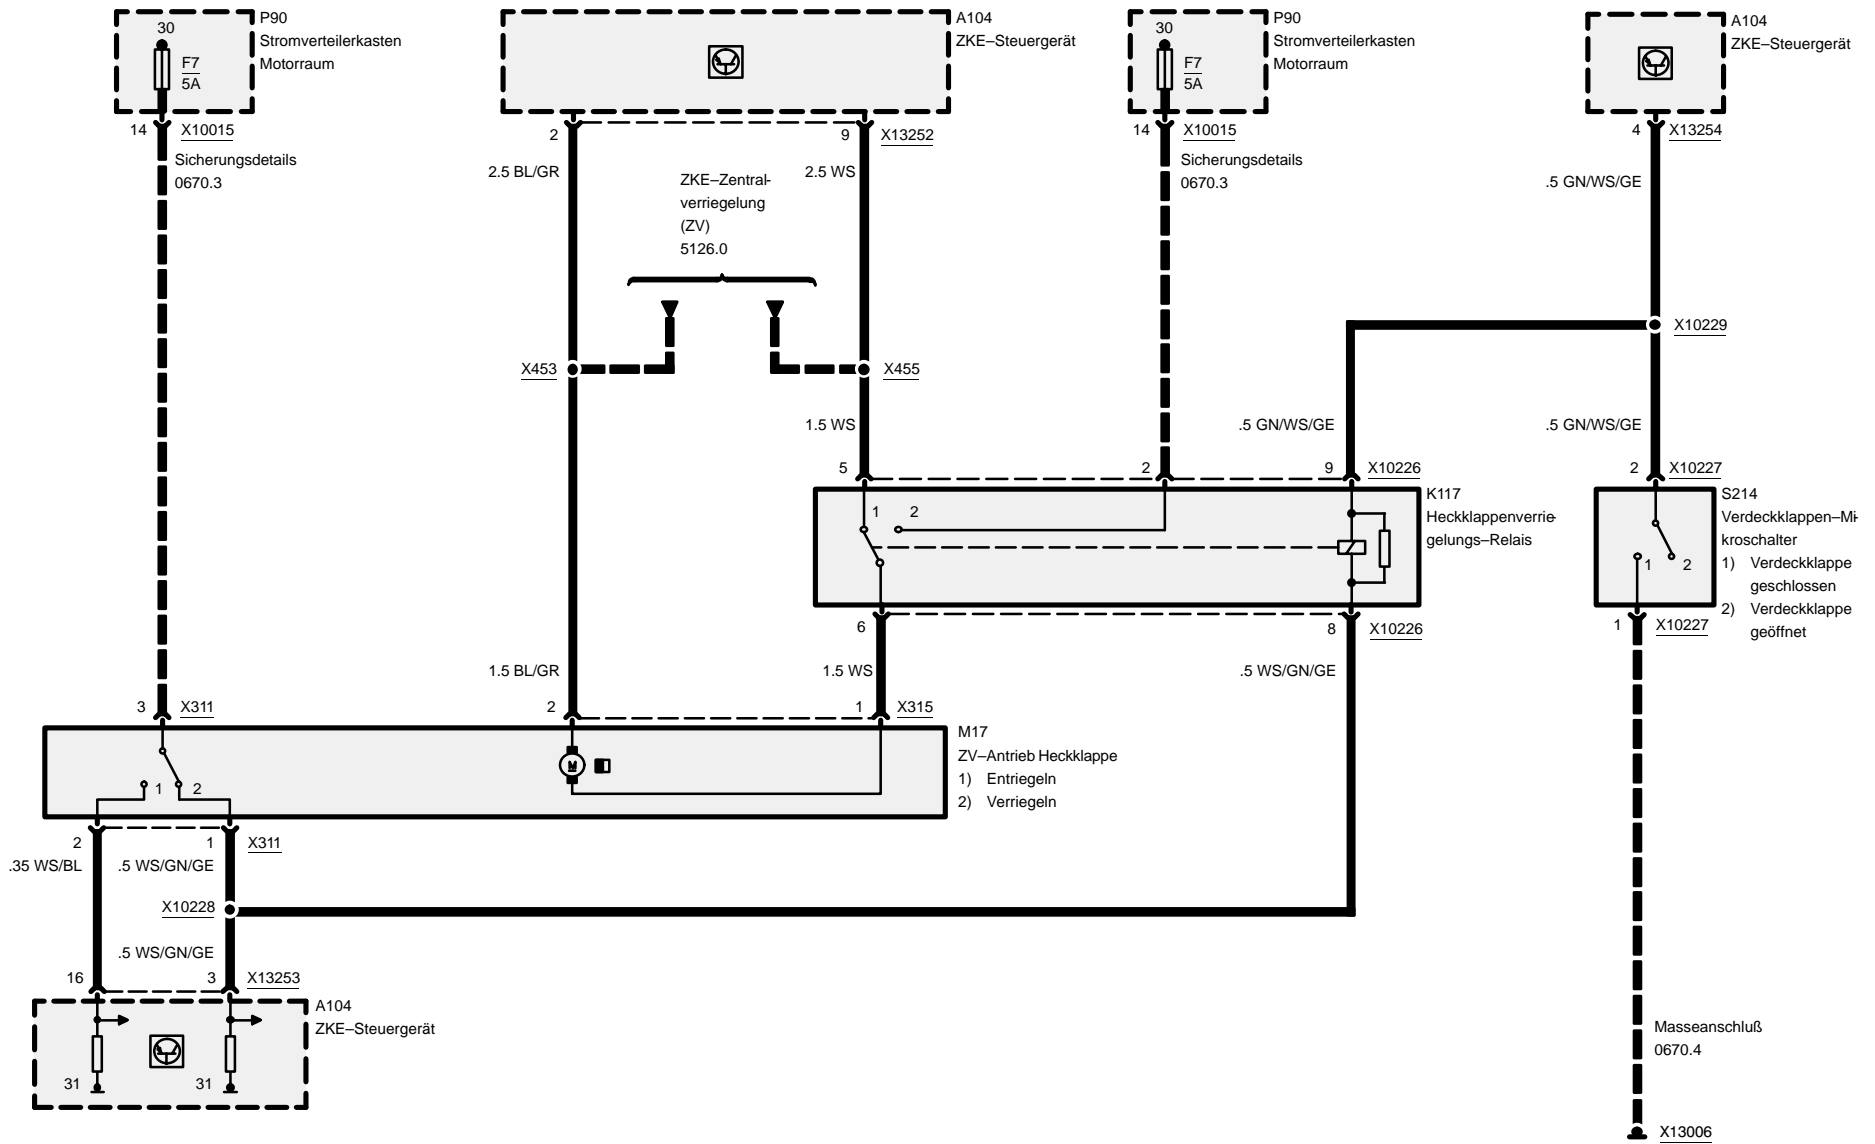 P90
Stromverteilerkasten
Motorraum
30
F7
5A
14
X10015
Sicherungsdetails
0670.3
A104
ZKE–Steuergerät
2
9
X13252
2.5 BL/GR
2.5 WS
ZKE–Zentral-
verriegelung
(ZV)
5126.0
P90
Stromverteilerkasten
Motorraum
30
F7
5A
14
X10015
Sicherungsdetails
0670.3
A104
ZKE–Steuergerät
4
X13254
.5 GN/WS/GE
X10229
X453
X455
1.5 WS
.5 GN/WS/GE
.5 GN/WS/GE
5
2
9
X10226
2
X10227
1
2
K117
Heckklappenverrie-
gelungs–Relais
S214
Verdeckklappen–Mi-
kroschalter
1) Verdeckklappe
geschlossen
2) Verdeckklappe
geöffnet
1
2
6
8
X10226
1
X10227
1.5 BL/GR
1.5 WS
.5 WS/GN/GE
3
X311
2
1
X315
M17
ZV–Antrieb Heckklappe
1) Entriegeln
2) Verriegeln
M
1
2
2
1
X311
.35 WS/BL
.5 WS/GN/GE
X10228
.5 WS/GN/GE
16
3
X13253
A104
ZKE–Steuergerät
31
31
Masseanschluß
0670.4
X13006